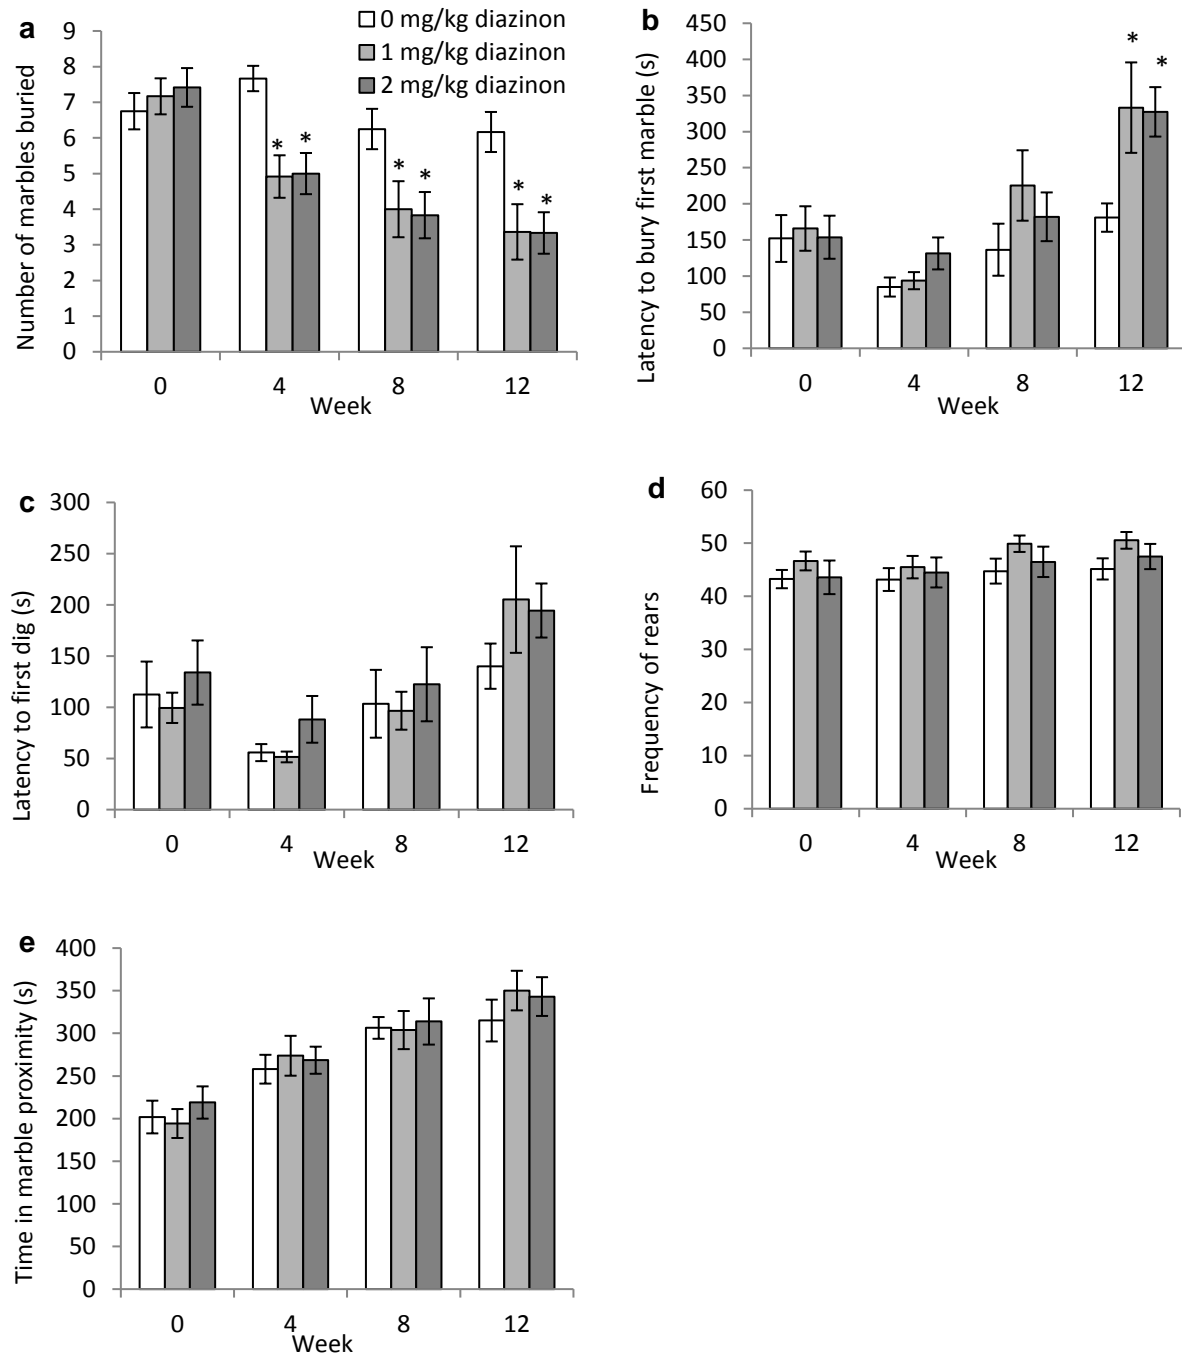 a
0 mg/kg diazinon
1 mg/kg diazinon
2 mg/kg diazinon
Number of marbles buried
9
8
7
6
5
4
3
2
1
0
* *
* *
* *
0 4 8 12
Week
b
Latency to bury first marble (s)
450
400
350
300
250
200
150
100
50
0
* *
0 4 8 12
Week
c
Latency to first dig (s)
300
250
200
150
100
50
0
0 4 8 12
Week
d
Frequency of rears
60
50
40
30
20
10
0
0 4 8 12
Week
e
Time in marble proximity (s)
400
350
300
250
200
150
100
50
0
0 4 8 12
Week